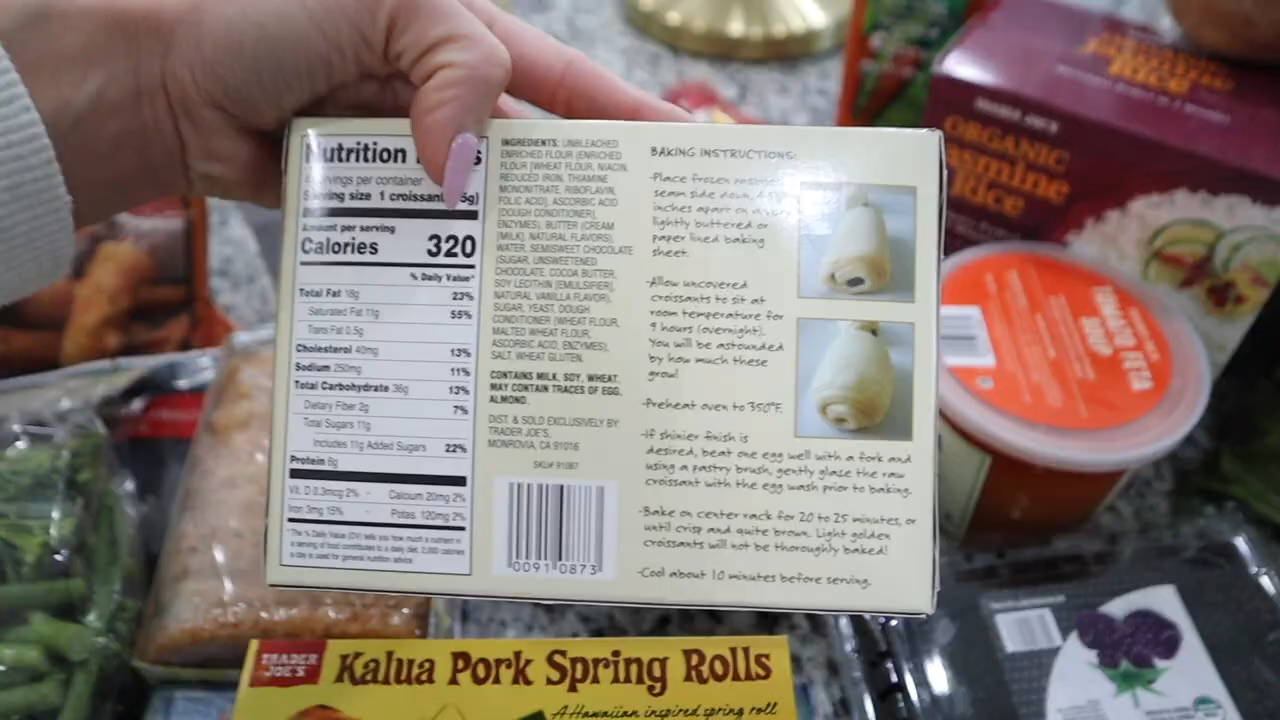 Nutrition
servings per container
Serving size 1 croissant
Amount per serving
Calories 320
% Daily Value*
Total Fat 18g 23%
Saturated Fat 11g 55%
Trans Fat 0.5g
Cholesterol 40mg 13%
Sodium 250mg 11%
Total Carbohydrate 36g 13%
Dietary Fiber 2g 7%
Total Sugars 11g
Includes 11g Added Sugars 22%
Protein 6g
Vit. D 0.3mcg 2% - Calcium 20mg 2%
Iron 3mg 15% - Potas. 120mg 2%
*The % Daily Value (DV) tells you how much a nutrient in
a serving of food contributes to a daily diet. 2,000 calories
a day is used for general nutrition advice.
INGREDIENTS: UNBLEACHED
ENRICHED FLOUR (ENRICHED
FLOUR [WHEAT FLOUR, NIACIN,
REDUCED IRON, THIAMINE
MONONITRATE, RIBOFLAVIN,
FOLIC ACID], ASCORBIC ACID
[DOUGH CONDITIONER],
ENZYMES), BUTTER (CREAM
[MILK], NATURAL FLAVORS),
WATER, SEMISWEET CHOCOLATE
(SUGAR, UNSWEETENED
CHOCOLATE, COCOA BUTTER,
SOY LECITHIN [EMULSIFIER],
NATURAL VANILLA FLAVOR),
SUGAR, YEAST, DOUGH
CONDITIONER (WHEAT FLOUR,
MALTED WHEAT FLOUR,
ASCORBIC ACID, ENZYMES),
SALT, WHEAT GLUTEN.
CONTAINS MILK, SOY, WHEAT.
MAY CONTAIN TRACES OF EGG,
ALMOND.
DIST. & SOLD EXCLUSIVELY BY:
TRADER JOE'S,
MONROVIA, CA 91016
SKU# 91087
0091 0873
BAKING INSTRUCTIONS:
-Place frozen
seam side down,
inches apart on a very
lightly buttered or
paper lined baking
sheet.
-Allow uncovered
croissants to sit at
room temperature for
9 hours (overnight).
You will be astounded
by how much these
grow!
-Preheat oven to 350°F.
-If shinier finish is
desired, beat one egg well with a fork and
using a pastry brush, gently glaze the raw
croissant with the egg wash prior to baking.
-Bake on center rack for 20 to 25 minutes, or
until crisp and quite brown. Light golden
croissants will not be thoroughly baked!
-Cool about 10 minutes before serving.
TRADER JOE'S
ORGANIC
Jasmine
Rice
TOMATO FETA
SOUP
TRADER
JOE'S
Kalua Pork Spring Rolls
A Hawaiian inspired spring roll